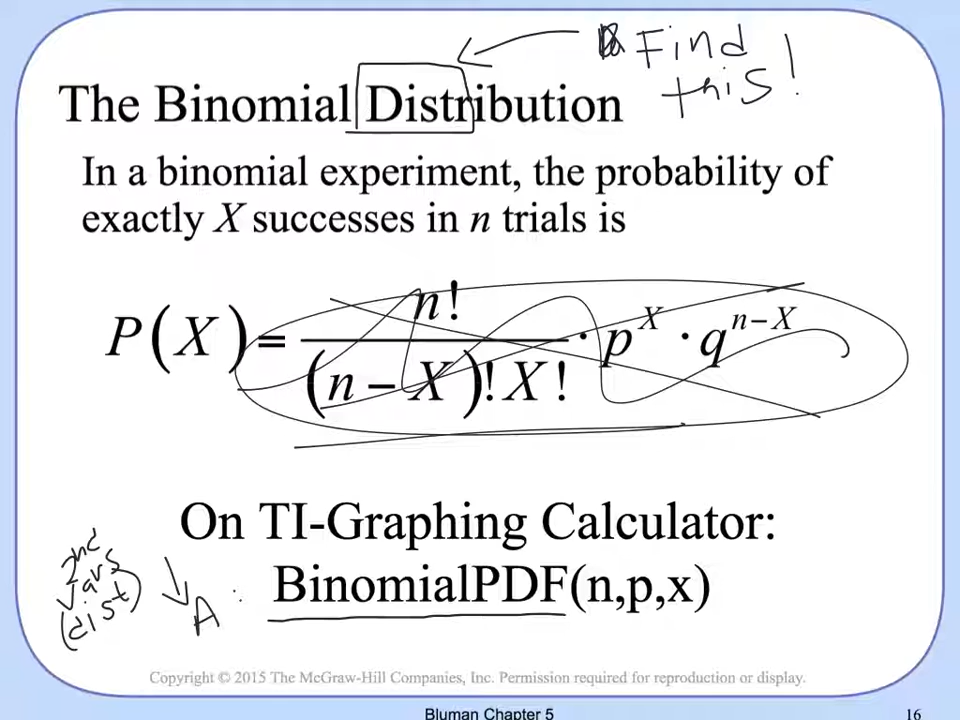 Find
this!
The Binomial Distribution
In a binomial experiment, the probability of
exactly X successes in n trials is
P(X) = n! / (n − X)! X! · p^X · q^(n−X)
On TI-Graphing Calculator:
BinomialPDF(n,p,x)
2nd
Vars
(dist)
A:
Copyright © 2015 The McGraw-Hill Companies, Inc. Permission required for reproduction or display.
Bluman Chapter 5
16